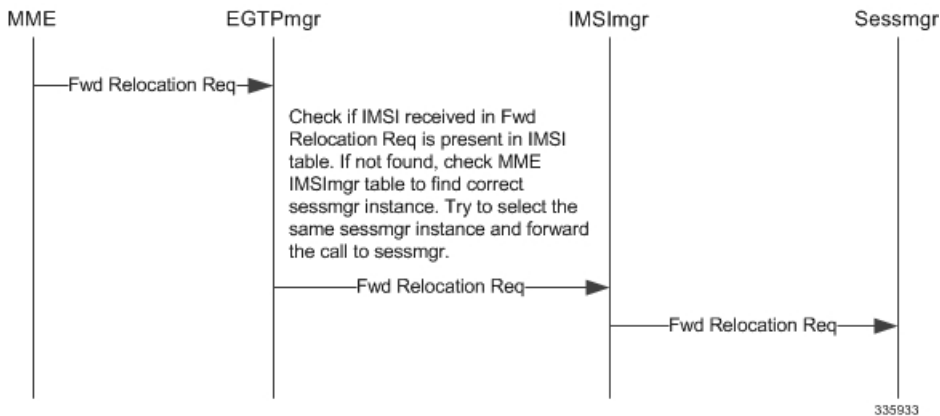 MME
EGTPmgr
IMSImgr
Sessmgr
Fwd Relocation Req
Check if IMSI received in Fwd
Relocation Req is present in IMSI
table. If not found, check MME
IMSImgr table to find correct
sessmgr instance. Try to select the
same sessmgr instance and forward
the call to sessmgr.
Fwd Relocation Req
Fwd Relocation Req
335933